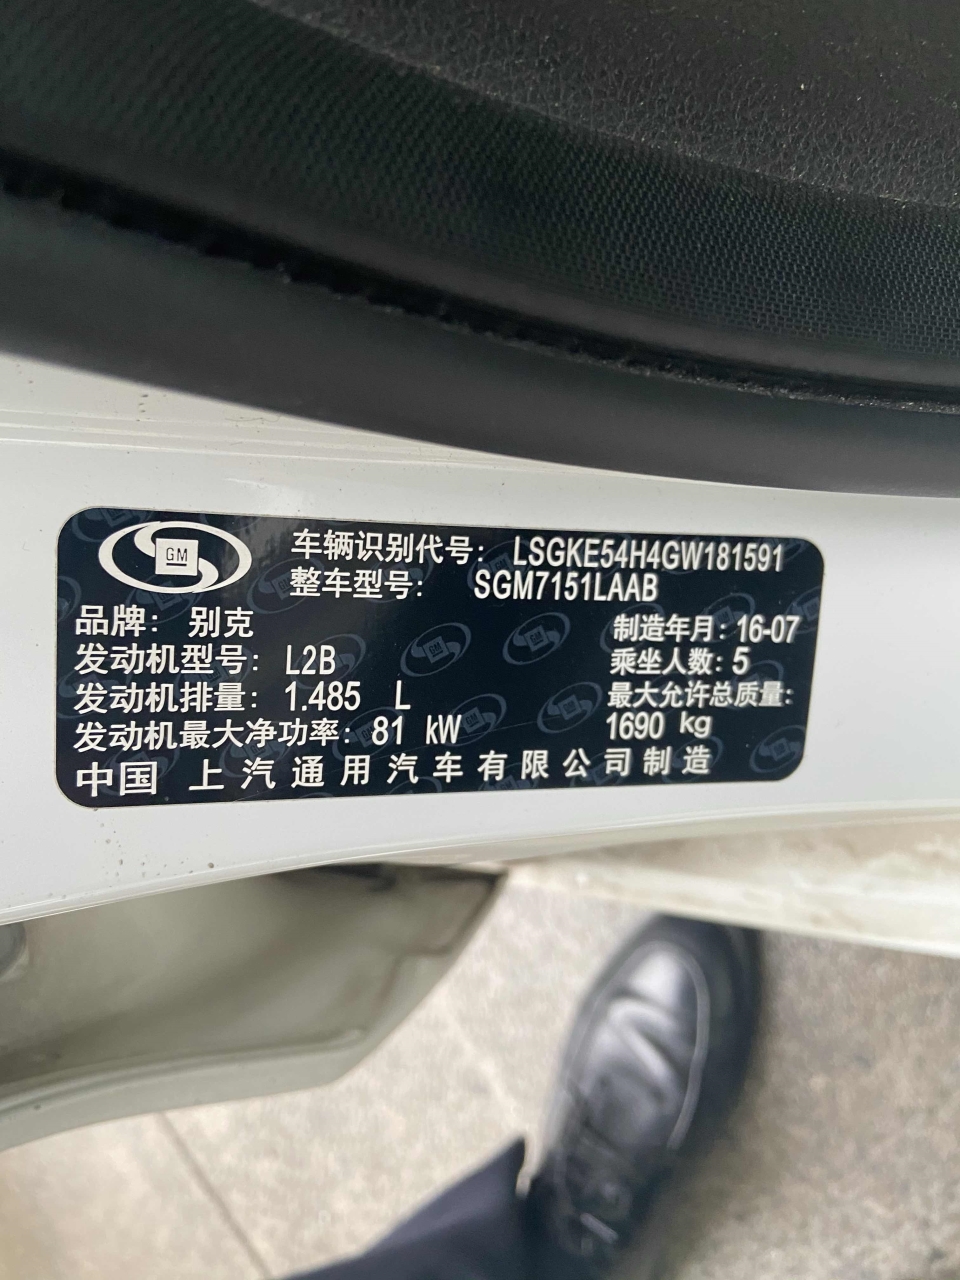 GM
车辆识别代号: LSGKE54H4GW181591
整车型号: SGM7151LAAB
品牌: 别克
制造年月: 16-07
发动机型号: L2B
乘坐人数: 5
发动机排量: 1.485 L
最大允许总质量:
1690 kg
发动机最大净功率: 81 kW
中国 上汽通用汽车有限公司制造